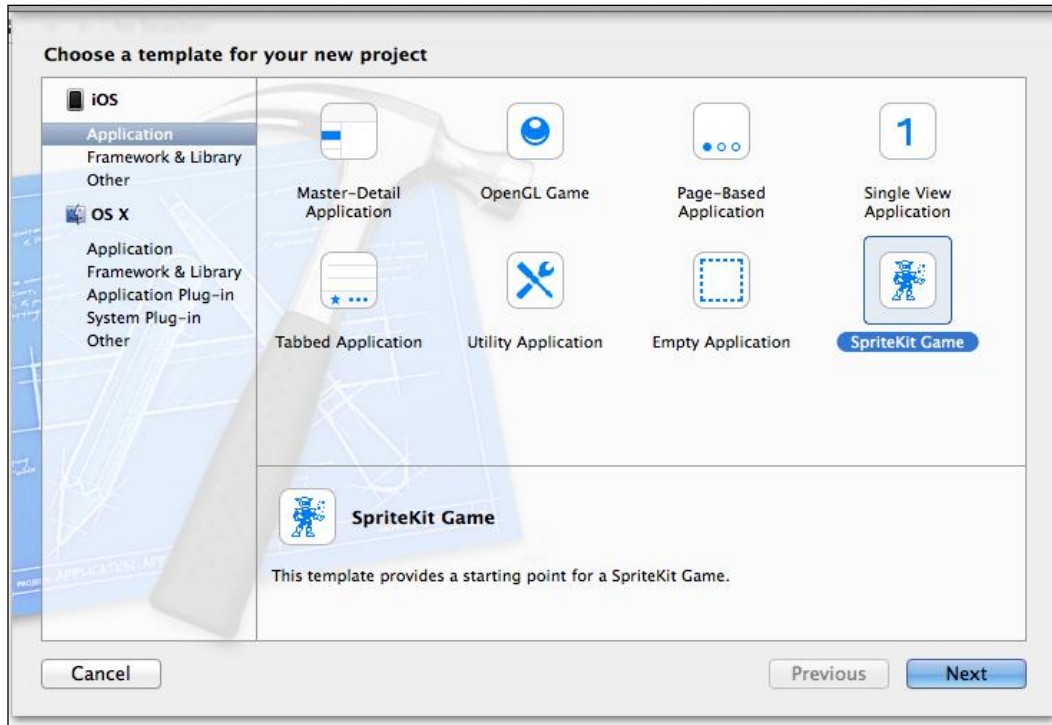 Choose a template for your new project
iOS
Application
Framework & Library
Other
OS X
Application
Framework & Library
Application Plug-in
System Plug-in
Other
Master-Detail
Application
OpenGL Game
Page-Based
Application
1
Single View
Application
Tabbed Application
Utility Application
Empty Application
SpriteKit Game
SpriteKit Game
This template provides a starting point for a SpriteKit Game.
Cancel
Previous
Next